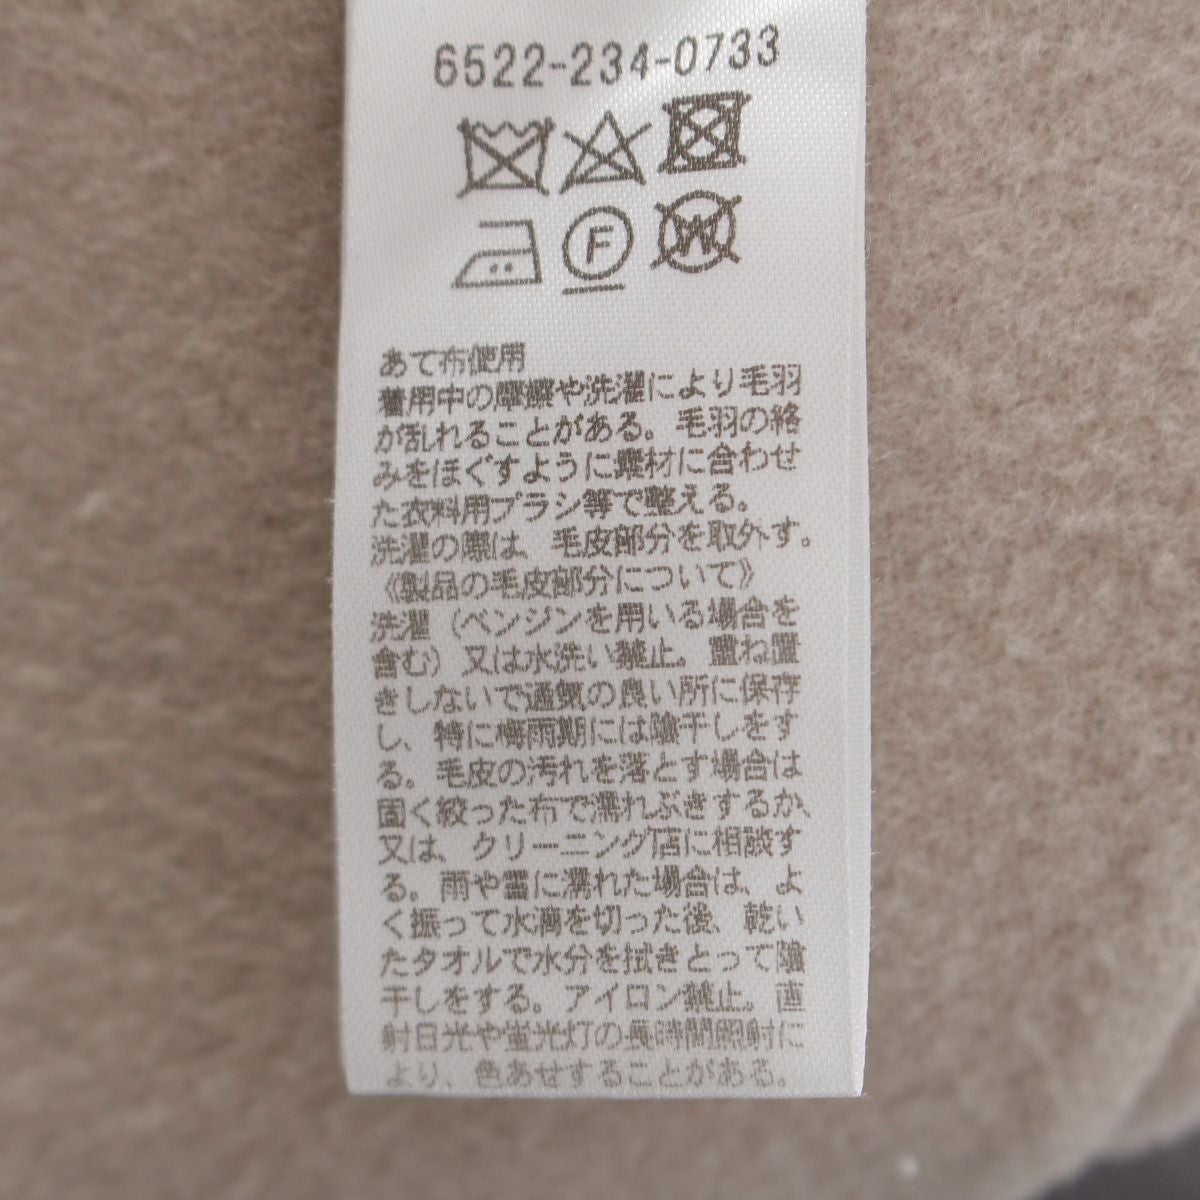 6522-234-0733
F
W
あて布使用
着用中の摩擦や洗濯により毛羽
が乱れることがある。毛羽の絡
みをほぐすように素材に合わせ
た衣料用ブラシ等で整える。
洗濯の際は、毛皮部分を取外す。
《製品の毛皮部分について》
洗濯（ベンジンを用いる場合を
含む）又は水洗い禁止。重ね置
きしないで通気の良い所に保存
し、特に梅雨期には陰干しをす
る。毛皮の汚れを落とす場合は
固く絞った布で濡れぶきするか、
又は、クリーニング店に相談す
る。雨や雪に濡れた場合は、よ
く振って水滴を切った後、乾い
たタオルで水分を拭きとって陰
干しをする。アイロン禁止。直
射日光や蛍光灯の長時間照射に
より、色あせすることがある。